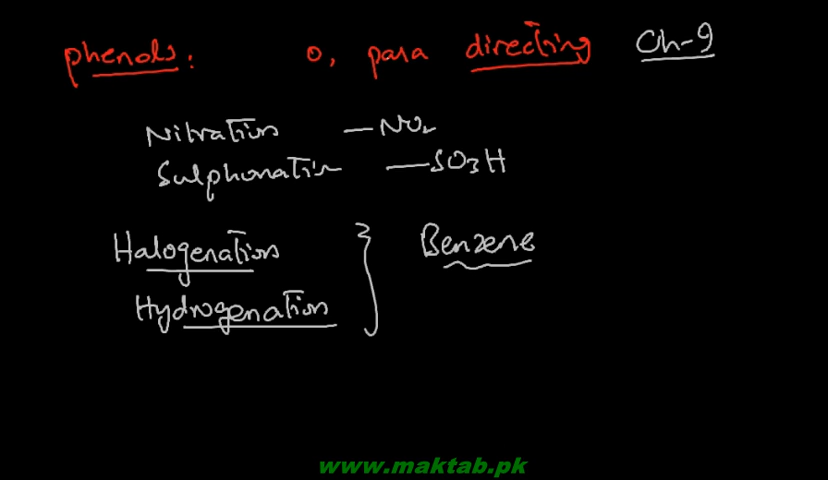 phenols: o, para directing Ch-9
Nitration — NO2
Sulphonation — SO3H
Halogenation } Benzene
Hydrogenation
www.maktab.pk